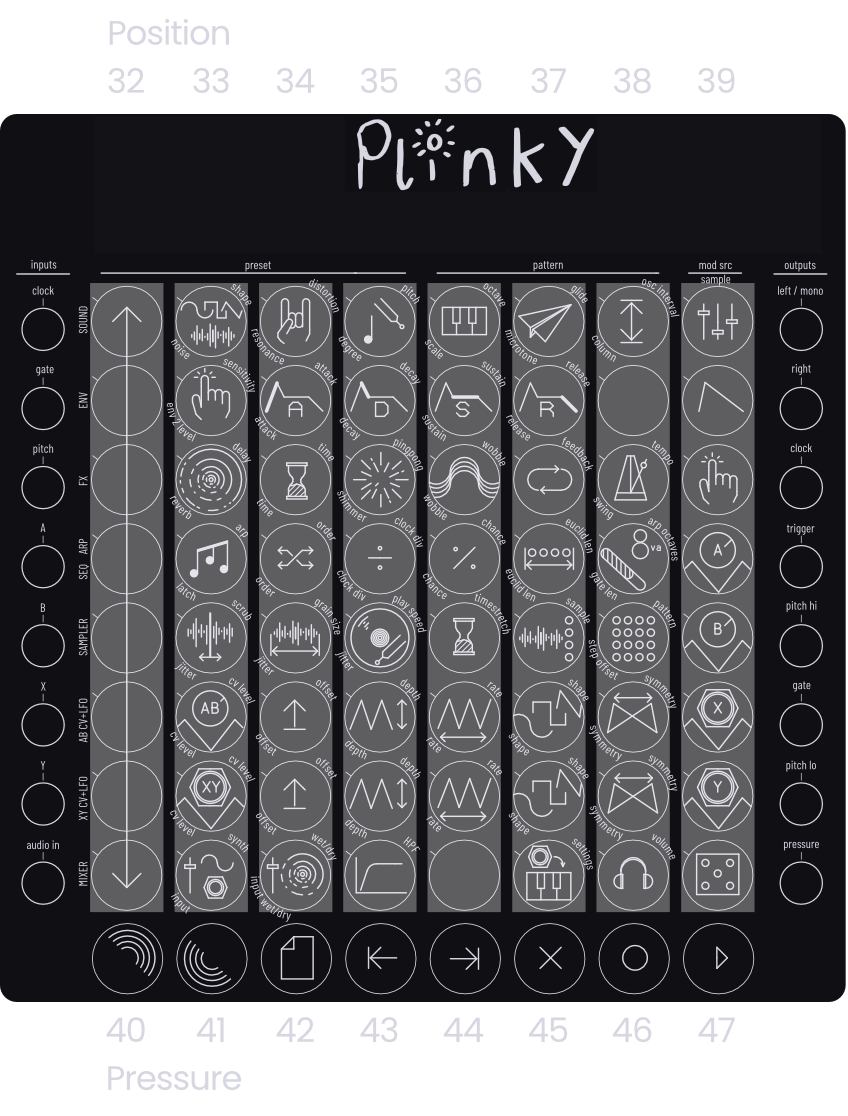 Position
32 33 34 35 36 37 38 39
Plinky
inputs preset pattern mod src outputs
sample
clock left / mono
SOUND shape distortion pitch octave glide osc interval
noise resonance degree scale microtone column
gate right
ENV sensitivity attack decay sustain release
A D S R
env 2 level attack decay sustain release
pitch clock
FX delay time pingpong wobble feedback tempo
reverb time shimmer wobble swing
A trigger
ARP arp order clock div chance euclid len arp octaves
8va A
SEQ latch order clock div chance euclid len gate len
B pitch hi
SAMPLER scrub grain size play speed timestretch sample pattern
B
jitter jitter jitter step offset
X gate
AB CV+LFO cv level offset depth rate shape symmetry
AB X
cv level offset depth rate shape symmetry
Y pitch lo
XY CV+LFO cv level offset depth rate shape symmetry
XY Y
cv level offset depth rate shape symmetry
audio in pressure
MIXER synth wet/dry HPF settings volume
input input wet/dry
40 41 42 43 44 45 46 47
Pressure